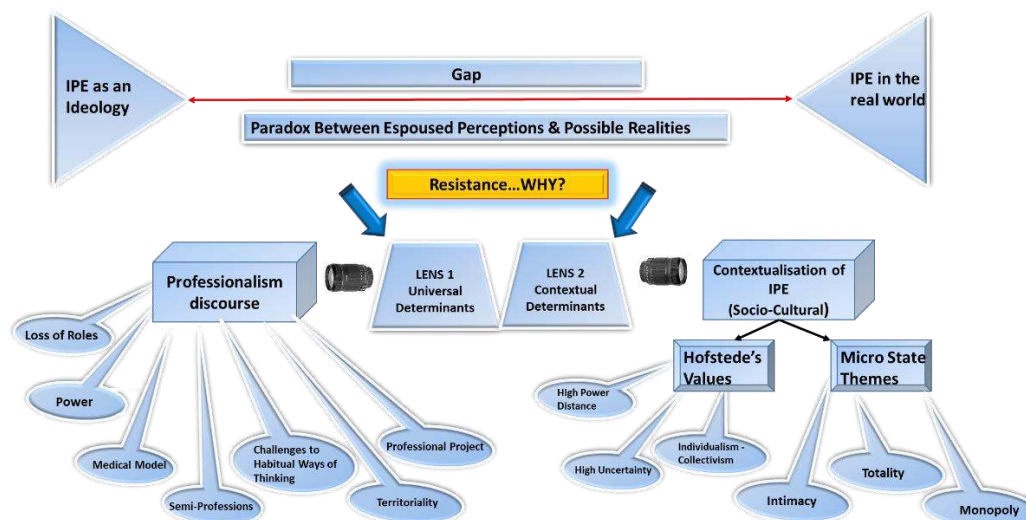 IPE as an
Ideology
Gap
IPE in the
real world
Paradox Between Espoused Perceptions & Possible Realities
Resistance...WHY?
Professionalism
discourse
LENS 1
Universal
Determinants
LENS 2
Contextual
Determinants
Contextualisation of
IPE
(Socio-Cultural)
Loss of Roles
Power
Medical Model
Semi-Professions
Challenges to
Habitual Ways of
Thinking
Territoriality
Professional Project
Hofstede's
Values
Micro State
Themes
High Power
Distance
High Uncertainty
Individualism -
Collectivism
Intimacy
Totality
Monopoly